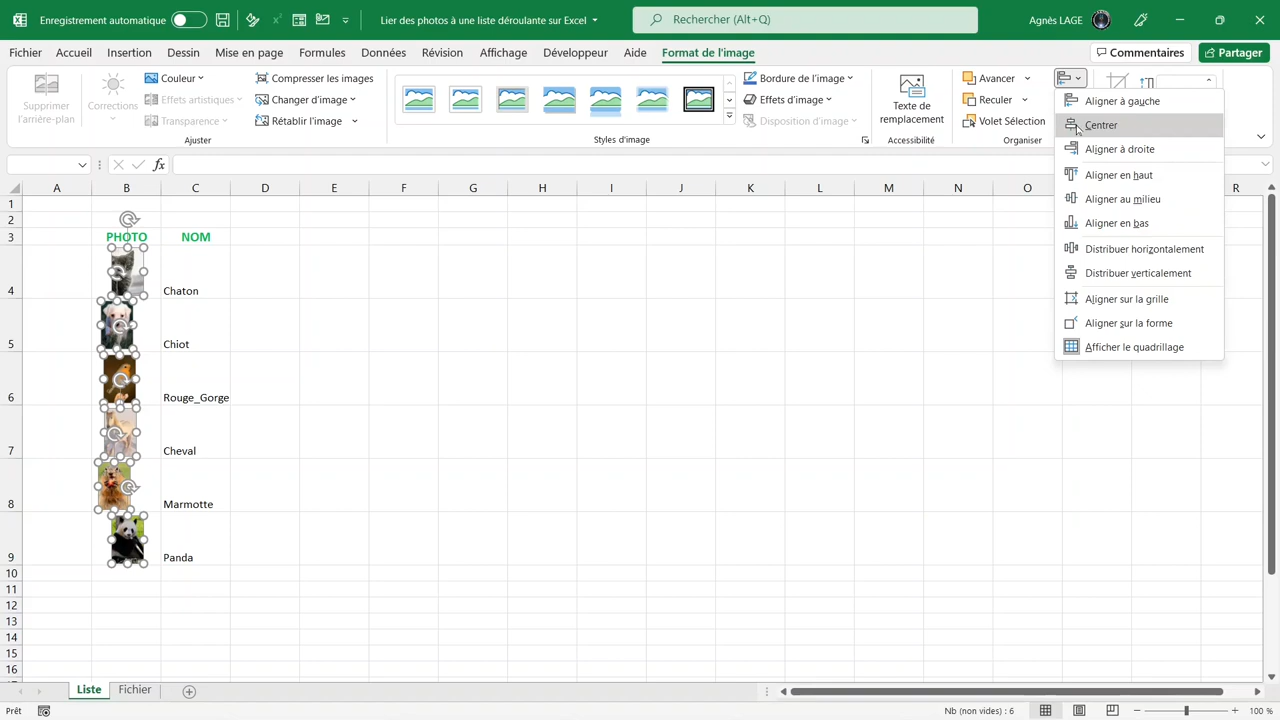 Enregistrement automatique
Lier des photos à une liste déroulante sur Excel
Rechercher (Alt+Q)
Agnès LAGE
Fichier Accueil Insertion Dessin Mise en page Formules Données Révision Affichage Développeur Aide Format de l'image
Commentaires
Partager
Supprimer
l'arrière-plan
Corrections
Couleur
Effets artistiques
Transparence
Compresser les images
Changer d'image
Rétablir l'image
Ajuster
Styles d'image
Bordure de l'image
Effets d'image
Disposition d'image
Texte de
remplacement
Accessibilité
Avancer
Reculer
Volet Sélection
Organiser
Aligner à gauche
Centrer
Aligner à droite
Aligner en haut
Aligner au milieu
Aligner en bas
Distribuer horizontalement
Distribuer verticalement
Aligner sur la grille
Aligner sur la forme
Afficher le quadrillage
fx
A B C D E F G H I J K L M N O R
1
2
3 PHOTO NOM
4 Chaton
5 Chiot
6 Rouge_Gorge
7 Cheval
8 Marmotte
9 Panda
10
11
12
13
14
15
16
Liste Fichier
Prêt
Nb (non vides) : 6
100 %